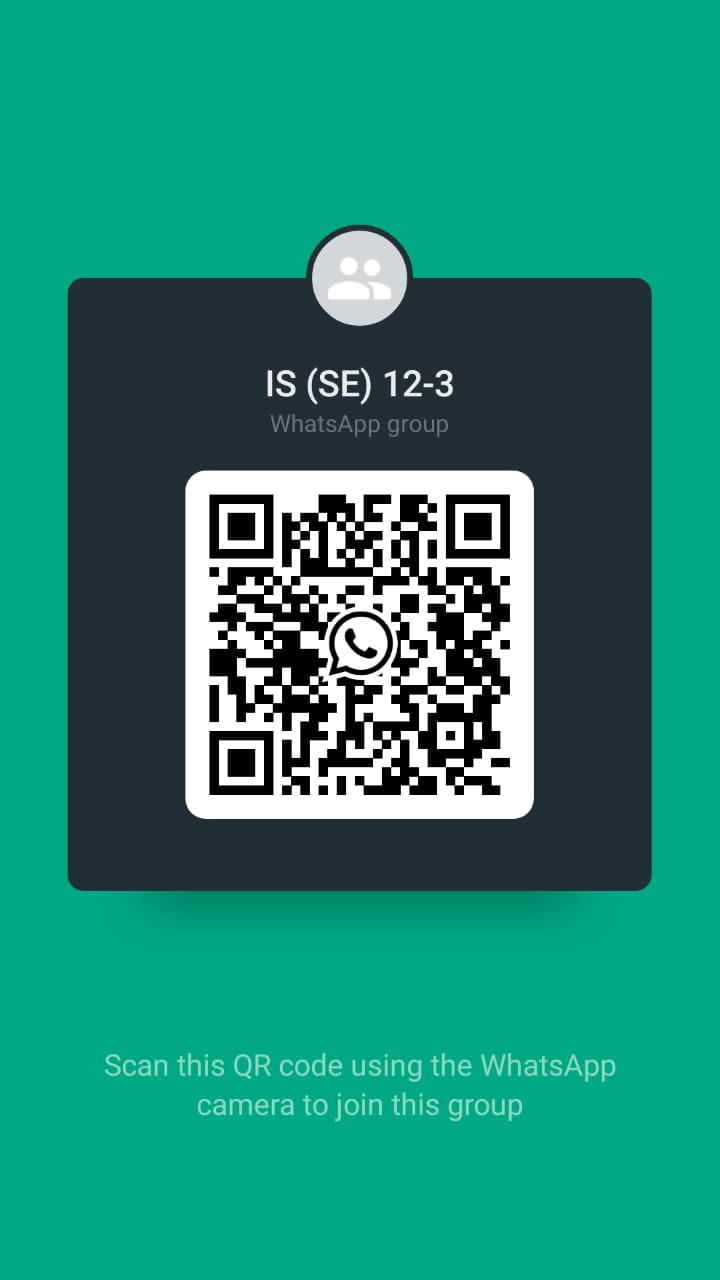 IS (SE) 12-3
WhatsApp group
Scan this QR code using the WhatsApp
camera to join this group